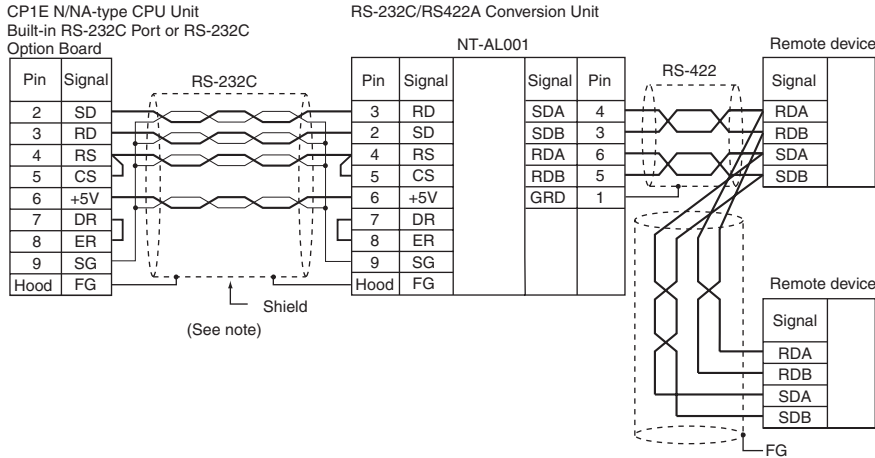 CP1E N/NA-type CPU Unit
Built-in RS-232C Port or RS-232C
Option Board
RS-232C/RS422A Conversion Unit
NT-AL001
Remote device
Pin Signal
RS-232C
Pin Signal
Signal Pin
RS-422
Signal
2 SD
3 RD
SDA 4
RDA
3 RD
2 SD
SDB 3
RDB
4 RS
4 RS
RDA 6
SDA
5 CS
5 CS
RDB 5
SDB
6 +5V
6 +5V
GRD 1
7 DR
7 DR
8 ER
8 ER
9 SG
9 SG
Hood FG
Hood FG
Shield
(See note)
Remote device
Signal
RDA
RDB
SDA
SDB
FG